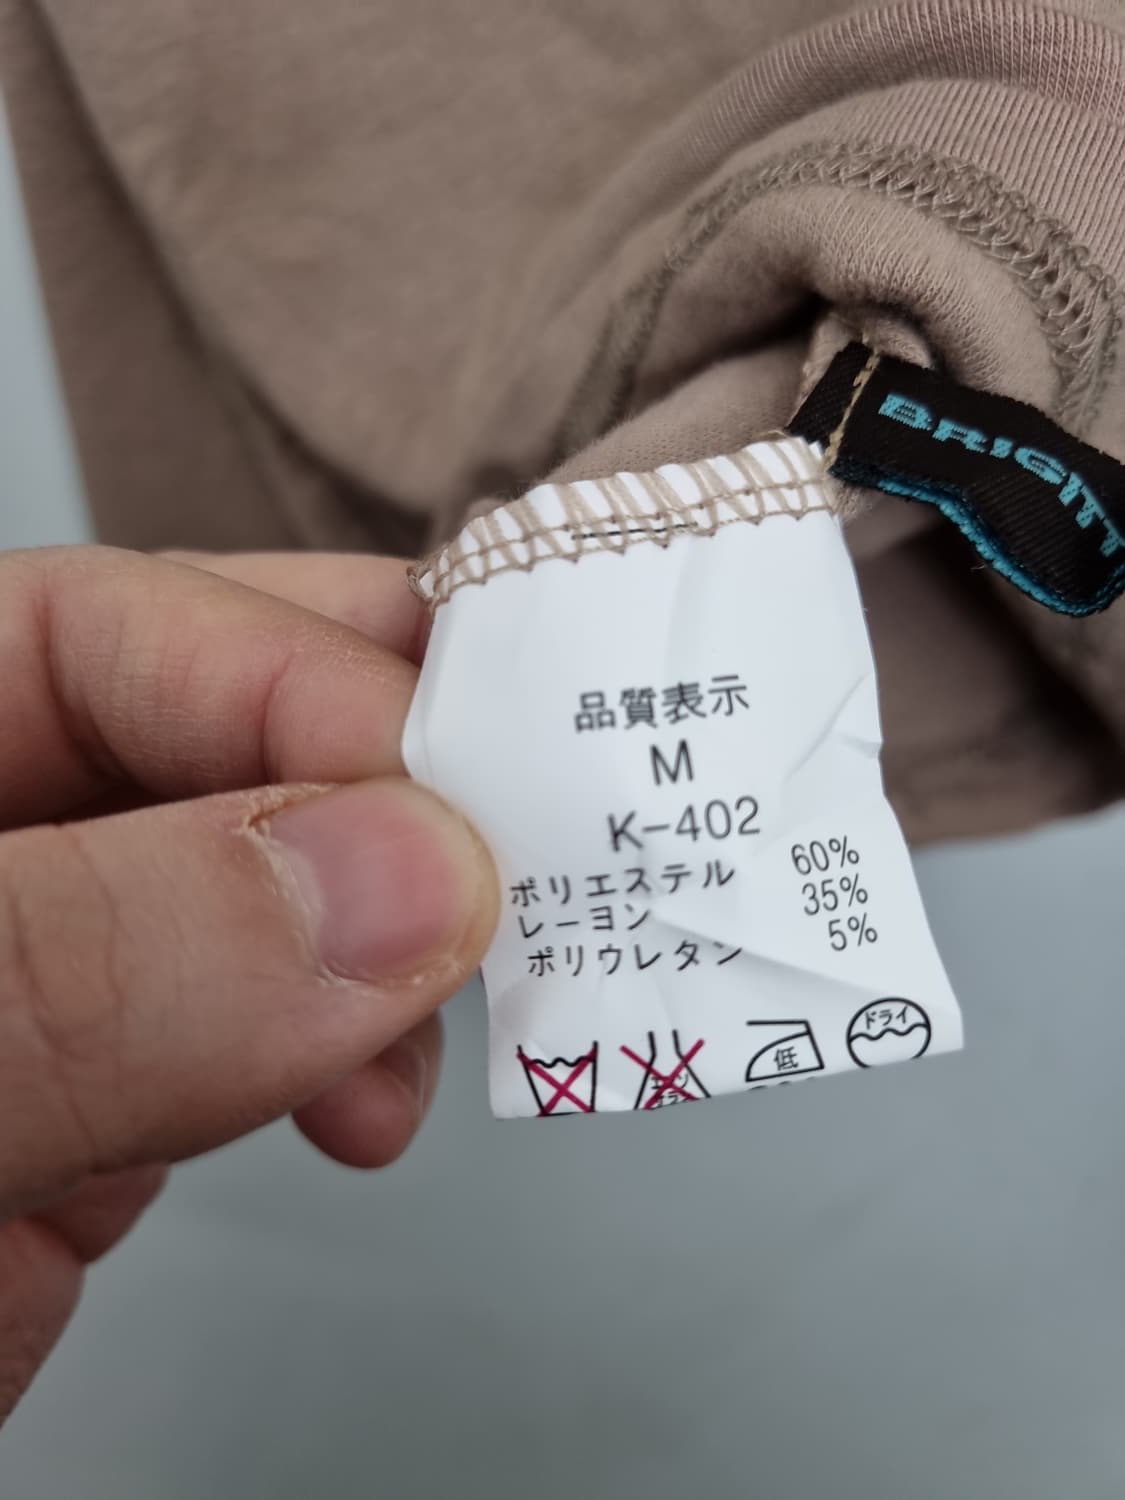 BRIGITT
品質表示
M
K-402
ポリエステル 60%
レーヨン 35%
ポリウレタン 5%
低
ドライ